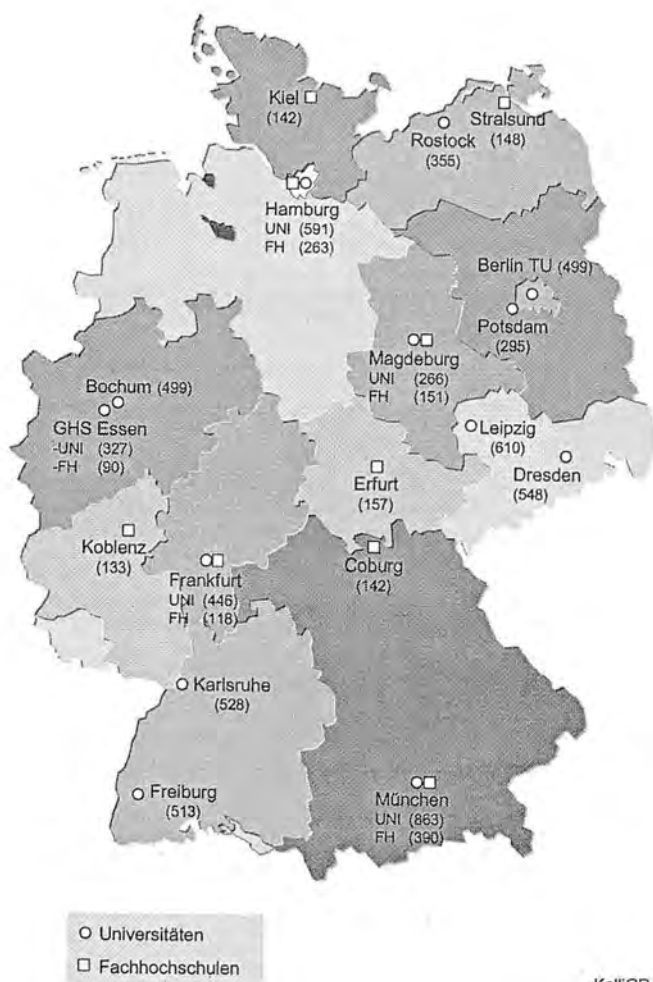 Kiel
(142)
Stralsund
(148)
Rostock
(355)
Hamburg
UNI (591)
FH (263)
Berlin TU (499)
Potsdam
(295)
Magdeburg
UNI (266)
FH (151)
Bochum (499)
GHS Essen
-UNI (327)
-FH (90)
Leipzig
(610)
Dresden
(548)
Erfurt
(157)
Koblenz
(133)
Frankfurt
UNI (446)
FH (118)
Coburg
(142)
Karlsruhe
(528)
Freiburg
(513)
München
UNI (863)
FH (390)
Universitäten
Fachhochschulen